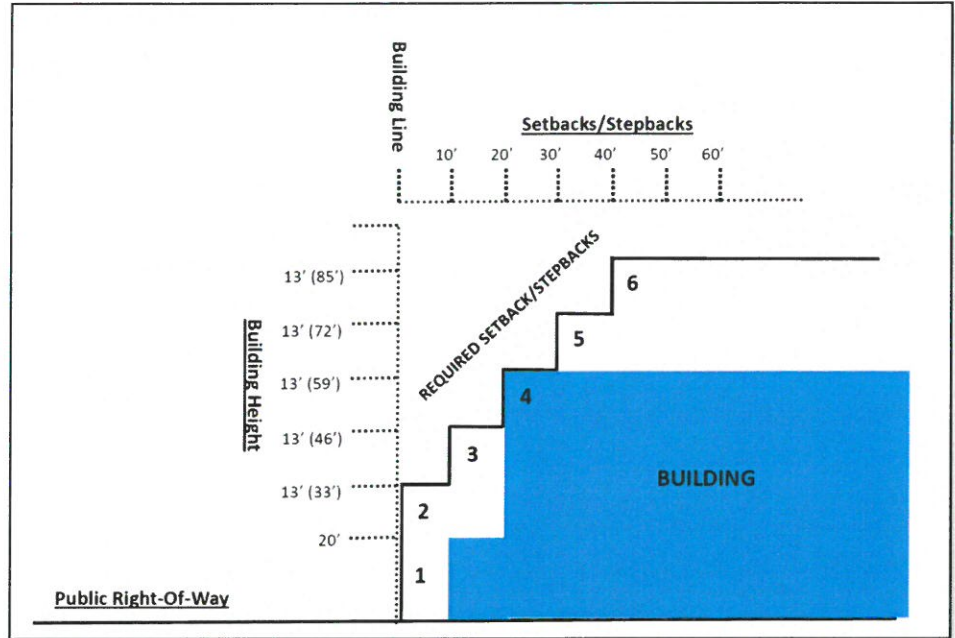 Building Line
Setbacks/Stepbacks
10′ 20′ 30′ 40′ 50′ 60′
REQUIRED SETBACK/STEPBACKS
Building Height
13′ (85′)
13′ (72′)
13′ (59′)
13′ (46′)
13′ (33′)
20′
6
5
4
3
2
1
BUILDING
Public Right-Of-Way